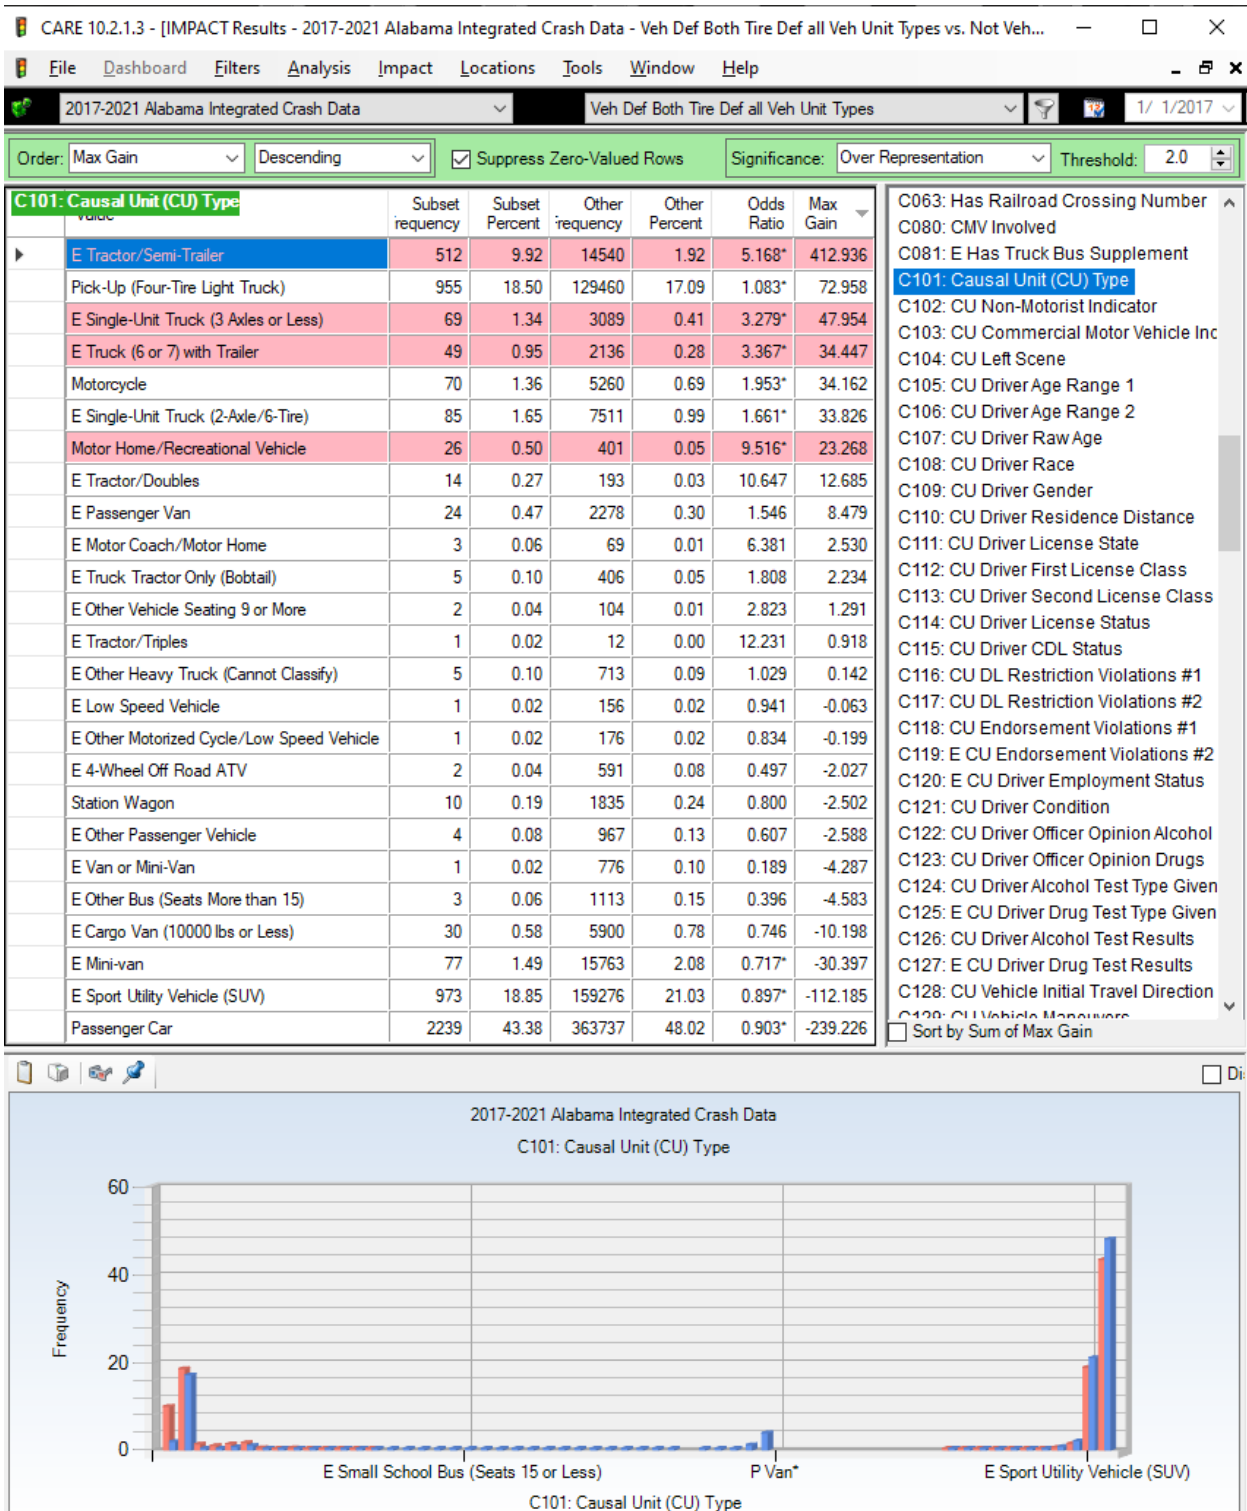 CARE 10.2.1.3 - [IMPACT Results - 2017-2021 Alabama Integrated Crash Data - Veh Def Both Tire Def all Veh Unit Types vs. Not Veh...
File Dashboard Filters Analysis Impact Locations Tools Window Help
2017-2021 Alabama Integrated Crash Data Veh Def Both Tire Def all Veh Unit Types 1/ 1/2017
Order: Max Gain Descending Suppress Zero-Valued Rows Significance: Over Representation Threshold: 2.0
C101: Causal Unit (CU) Type Subset Frequency Subset Percent Other Frequency Other Percent Odds Ratio Max Gain
E Tractor/Semi-Trailer 512 9.92 14540 1.92 5.168* 412.936
Pick-Up (Four-Tire Light Truck) 955 18.50 129460 17.09 1.083* 72.958
E Single-Unit Truck (3 Axles or Less) 69 1.34 3089 0.41 3.279* 47.954
E Truck (6 or 7) with Trailer 49 0.95 2136 0.28 3.367* 34.447
Motorcycle 70 1.36 5260 0.69 1.953* 34.162
E Single-Unit Truck (2-Axle/6-Tire) 85 1.65 7511 0.99 1.661* 33.826
Motor Home/Recreational Vehicle 26 0.50 401 0.05 9.516* 23.268
E Tractor/Doubles 14 0.27 193 0.03 10.647 12.685
E Passenger Van 24 0.47 2278 0.30 1.546 8.479
E Motor Coach/Motor Home 3 0.06 69 0.01 6.381 2.530
E Truck Tractor Only (Bobtail) 5 0.10 406 0.05 1.808 2.234
E Other Vehicle Seating 9 or More 2 0.04 104 0.01 2.823 1.291
E Tractor/Triples 1 0.02 12 0.00 12.231 0.918
E Other Heavy Truck (Cannot Classify) 5 0.10 713 0.09 1.029 0.142
E Low Speed Vehicle 1 0.02 156 0.02 0.941 -0.063
E Other Motorized Cycle/Low Speed Vehicle 1 0.02 176 0.02 0.834 -0.199
E 4-Wheel Off Road ATV 2 0.04 591 0.08 0.497 -2.027
Station Wagon 10 0.19 1835 0.24 0.800 -2.502
E Other Passenger Vehicle 4 0.08 967 0.13 0.607 -2.588
E Van or Mini-Van 1 0.02 776 0.10 0.189 -4.287
E Other Bus (Seats More than 15) 3 0.06 1113 0.15 0.396 -4.583
E Cargo Van (10000 lbs or Less) 30 0.58 5900 0.78 0.746 -10.198
E Mini-van 77 1.49 15763 2.08 0.717* -30.397
E Sport Utility Vehicle (SUV) 973 18.85 159276 21.03 0.897* -112.185
Passenger Car 2239 43.38 363737 48.02 0.903* -239.226
C063: Has Railroad Crossing Number
C080: CMV Involved
C081: E Has Truck Bus Supplement
C101: Causal Unit (CU) Type
C102: CU Non-Motorist Indicator
C103: CU Commercial Motor Vehicle Inc
C104: CU Left Scene
C105: CU Driver Age Range 1
C106: CU Driver Age Range 2
C107: CU Driver Raw Age
C108: CU Driver Race
C109: CU Driver Gender
C110: CU Driver Residence Distance
C111: CU Driver License State
C112: CU Driver First License Class
C113: CU Driver Second License Class
C114: CU Driver License Status
C115: CU Driver CDL Status
C116: CU DL Restriction Violations #1
C117: CU DL Restriction Violations #2
C118: CU Endorsement Violations #1
C119: E CU Endorsement Violations #2
C120: E CU Driver Employment Status
C121: CU Driver Condition
C122: CU Driver Officer Opinion Alcohol
C123: CU Driver Officer Opinion Drugs
C124: CU Driver Alcohol Test Type Given
C125: E CU Driver Drug Test Type Given
C126: CU Driver Alcohol Test Results
C127: E CU Driver Drug Test Results
C128: CU Vehicle Initial Travel Direction
C129: CU Vehicle Maneuvers
Sort by Sum of Max Gain
Di
2017-2021 Alabama Integrated Crash Data
C101: Causal Unit (CU) Type
60
40
20
0
Frequency
E Small School Bus (Seats 15 or Less) P Van* E Sport Utility Vehicle (SUV)
C101: Causal Unit (CU) Type